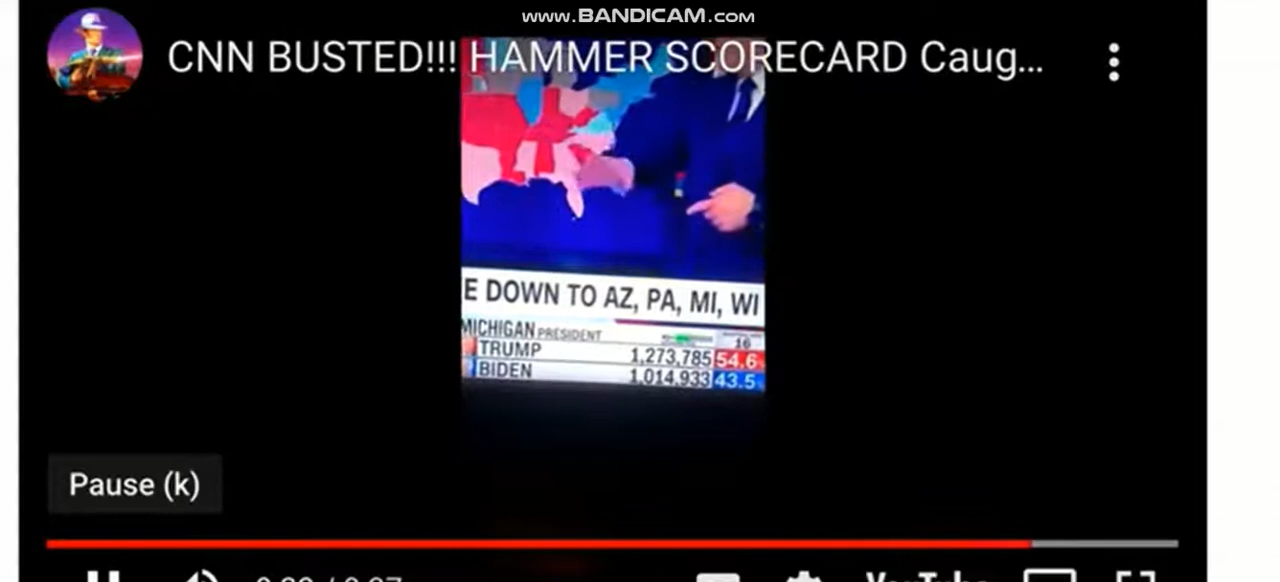 www.BANDICAM.com
CNN BUSTED!!! HAMMER SCORECARD Caug...
E DOWN TO AZ, PA, MI, WI
MICHIGAN PRESIDENT
16
TRUMP 1,273,785 54.6
BIDEN 1,014,933 43.5
Pause (k)
YouTube